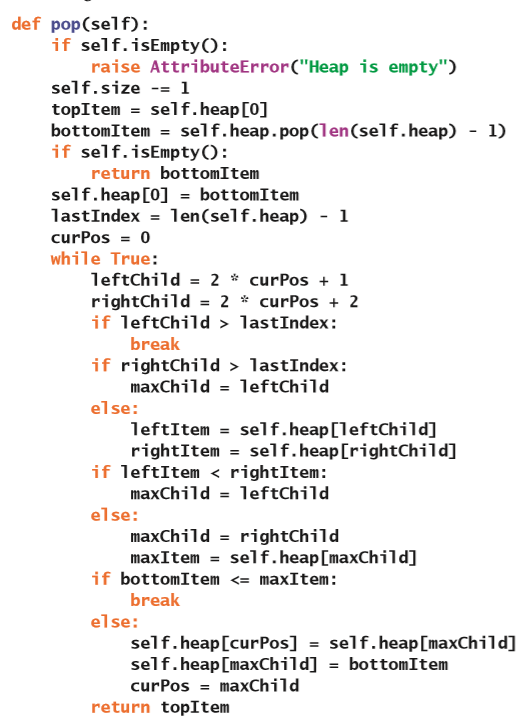 def pop(self):
    if self.isEmpty():
        raise AttributeError("Heap is empty")
    self.size -= 1
    topItem = self.heap[0]
    bottomItem = self.heap.pop(len(self.heap) - 1)
    if self.isEmpty():
        return bottomItem
    self.heap[0] = bottomItem
    lastIndex = len(self.heap) - 1
    curPos = 0
    while True:
        leftChild = 2 * curPos + 1
        rightChild = 2 * curPos + 2
        if leftChild > lastIndex:
            break
        if rightChild > lastIndex:
            maxChild = leftChild
        else:
            leftItem = self.heap[leftChild]
            rightItem = self.heap[rightChild]
        if leftItem < rightItem:
            maxChild = leftChild
        else:
            maxChild = rightChild
            maxItem = self.heap[maxChild]
        if bottomItem <= maxItem:
            break
        else:
            self.heap[curPos] = self.heap[maxChild]
            self.heap[maxChild] = bottomItem
            curPos = maxChild
        return topItem